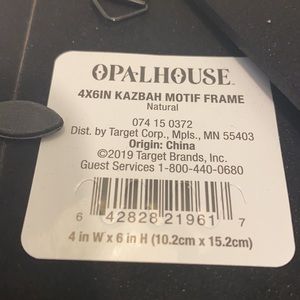 OPALHOUSE
4X6IN KAZBAH MOTIF FRAME
Natural
074 15 0372
Dist. by Target Corp., Mpls., MN 55403
Origin: China
©2019 Target Brands, Inc.
Guest Services 1-800-440-0680
6 42828 21961 7
4 in W x 6 in H (10.2cm x 15.2cm)